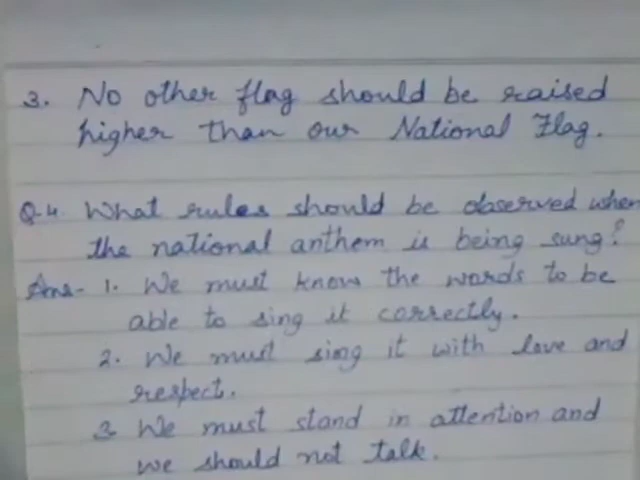 3. No other flag should be raised
higher than our National Flag.
Q.4. What rules should be observed when
the national anthem is being sung?
Ans- 1. We must know the words to be
able to sing it correctly.
2. We must sing it with love and
respect.
3 We must stand in attention and
we should not talk.